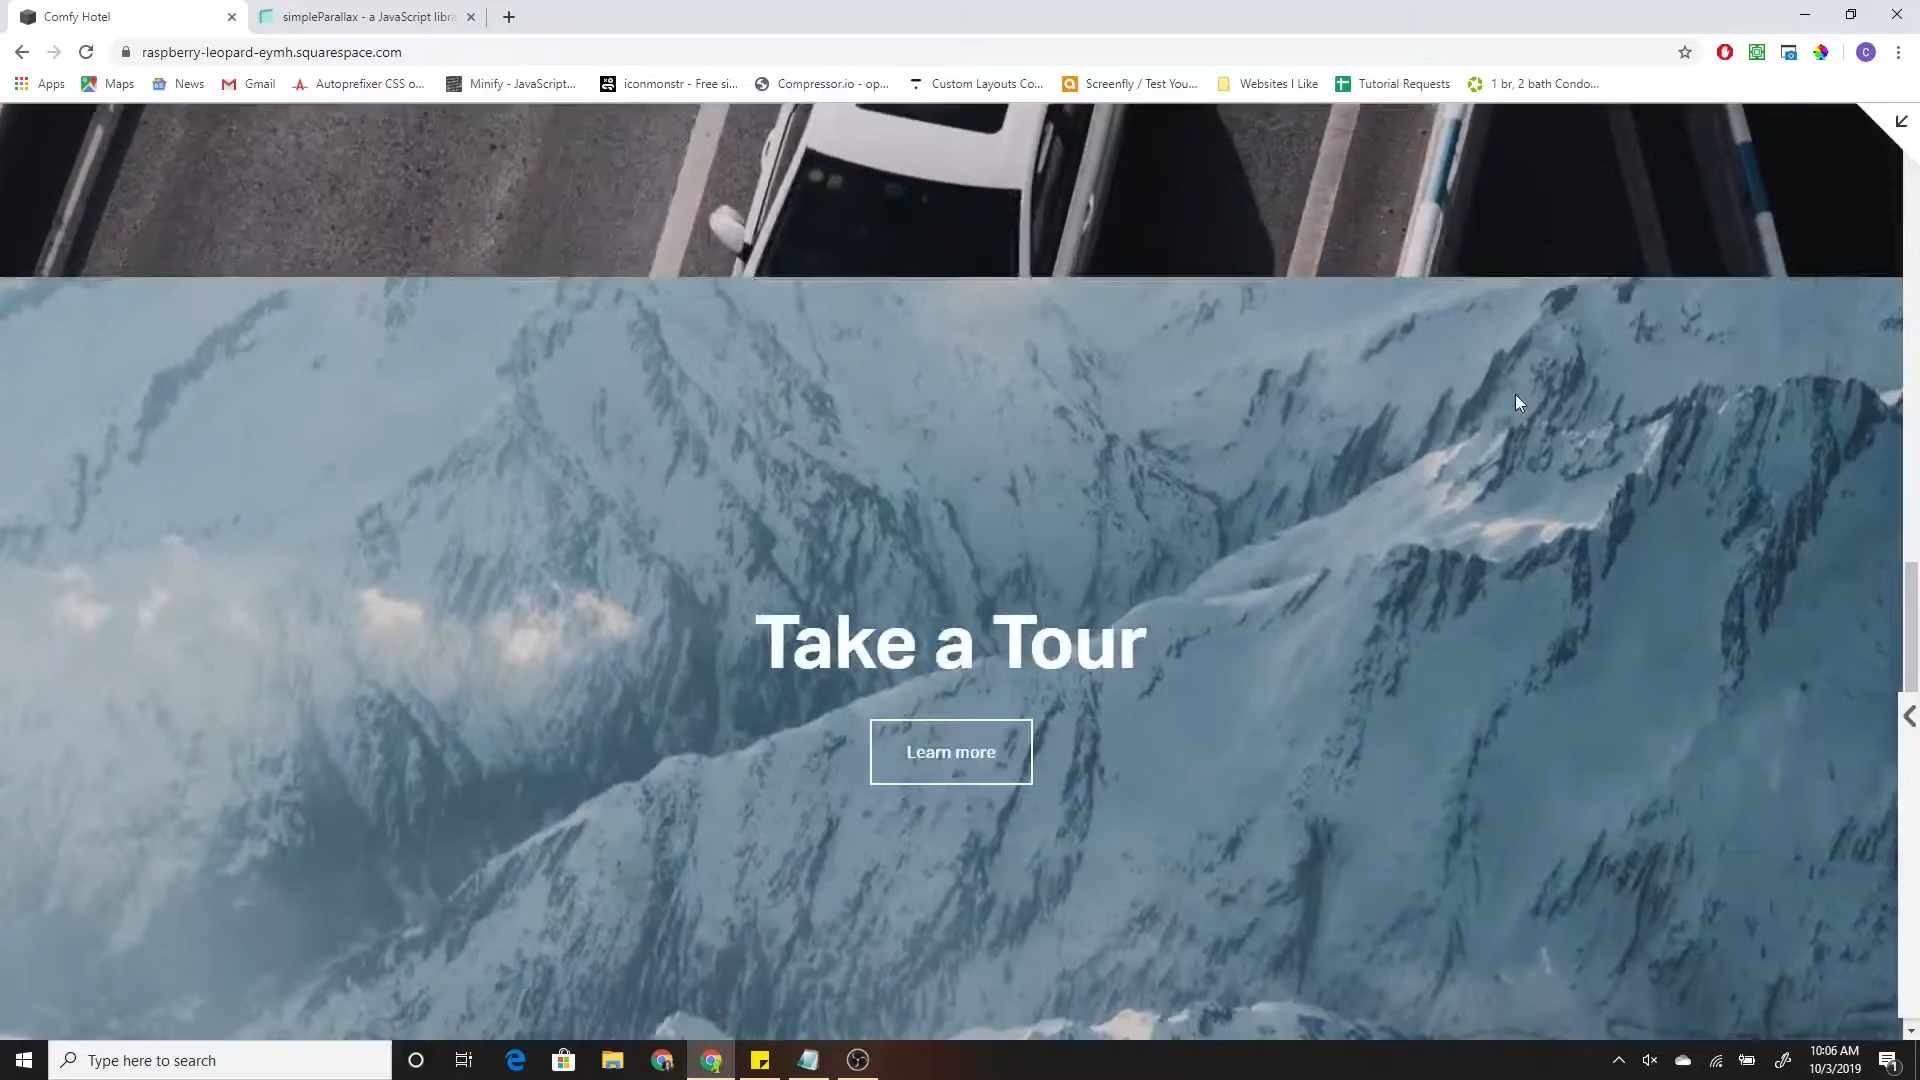 Comfy Hotel
simpleParallax - a JavaScript libra
raspberry-leopard-eymh.squarespace.com
C
Apps
Maps
News
Gmail
Autoprefixer CSS o...
Minify - JavaScript...
iconmonstr - Free si...
Compressor.io - op...
Custom Layouts Co...
Screenfly / Test You...
Websites I Like
Tutorial Requests
1 br, 2 bath Condo...
Take a Tour
Learn more
Type here to search
10:06 AM
10/3/2019
1